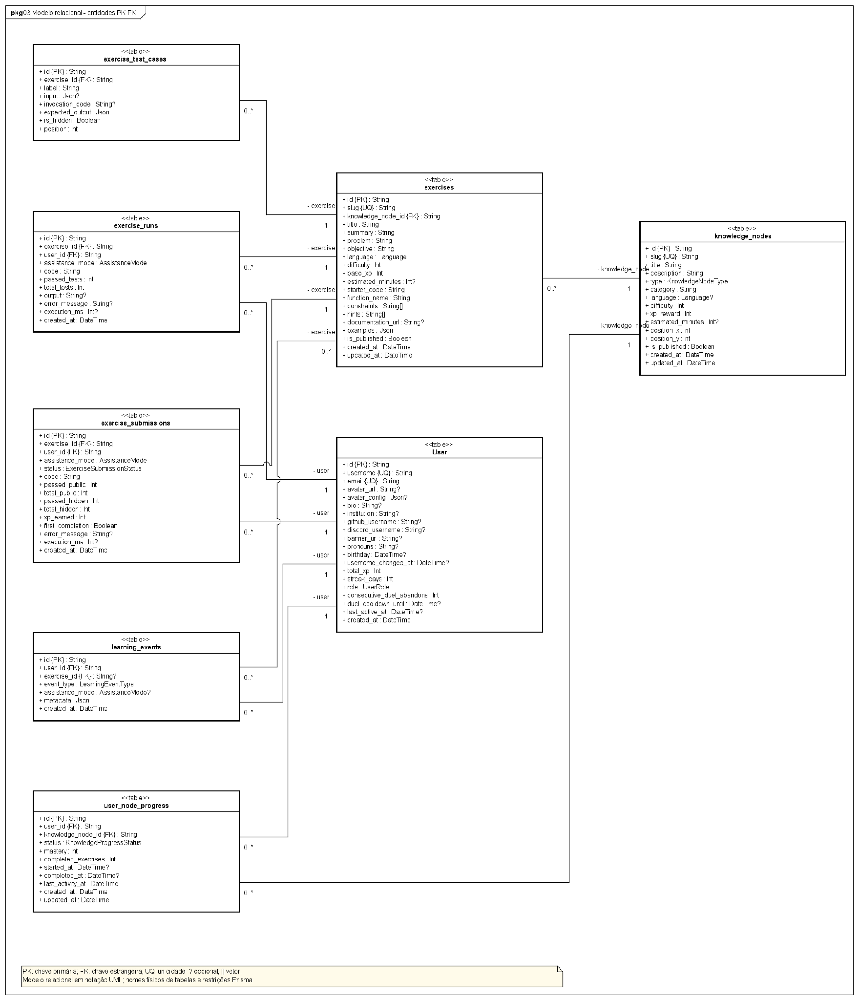 pkg 03 Modelo relacional - entidades PK FK
<<table>>
exercise_test_cases
+ id {PK} : String
+ exercise_id {FK} : String
+ label : String
+ input : Json?
+ invocation_code : String?
+ expected_output : Json
+ is_hidden : Boolean
+ position : Int
0..*
<<table>>
exercises
+ id {PK} : String
+ slug {UQ} : String
+ knowledge_node_id {FK} : String
+ title : String
+ summary : String
+ problem : String
+ objective : String
+ language : Language
+ difficulty : Int
+ base_xp : Int
+ estimated_minutes : Int?
+ starter_code : String
+ function_name : String
+ constraints : String[]
+ hints : String[]
+ documentation_url : String?
+ examples : Json
+ is_published : Boolean
+ created_at : DateTime
+ updated_at : DateTime
- exercise
1
- exercise
1
- exercise
1
- exercise
0..1
0..*
<<table>>
exercise_runs
+ id {PK} : String
+ exercise_id {FK} : String
+ user_id {FK} : String
+ assistance_mode : AssistanceMode
+ code : String
+ passed_tests : Int
+ total_tests : Int
+ output : String?
+ error_message : String?
+ execution_ms : Int?
+ created_at : DateTime
0..*
0..*
<<table>>
knowledge_nodes
+ id {PK} : String
+ slug {UQ} : String
+ title : String
+ description : String
+ type : KnowledgeNodeType
+ category : String
+ language : Language?
+ difficulty : Int
+ xp_reward : Int
+ estimated_minutes : Int?
+ position_x : Int
+ position_y : Int
+ is_published : Boolean
+ created_at : DateTime
+ updated_at : DateTime
- knowledge_node
1
knowledge_node
1
<<table>>
exercise_submissions
+ id {PK} : String
+ exercise_id {FK} : String
+ user_id {FK} : String
+ assistance_mode : AssistanceMode
+ status : ExerciseSubmissionStatus
+ code : String
+ passed_public : Int
+ total_public : Int
+ passed_hidden : Int
+ total_hidden : Int
+ xp_earned : Int
+ first_completion : Boolean
+ error_message : String?
+ execution_ms : Int?
+ created_at : DateTime
0..*
0..*
<<table>>
User
+ id {PK} : String
+ username {UQ} : String
+ email {UQ} : String
+ avatar_url : String?
+ avatar_config : Json?
+ bio : String?
+ institution : String?
+ github_username : String?
+ discord_username : String?
+ banner_url : String?
+ pronouns : String?
+ birthday : DateTime?
+ username_changed_at : DateTime?
+ total_xp : Int
+ streak_days : Int
+ role : UserRole
+ consecutive_duel_abandons : Int
+ duel_cooldown_until : DateTime?
+ last_active_at : DateTime?
+ created_at : DateTime
- user
1
- user
1
- user
1
- user
1
<<table>>
learning_events
+ id {PK} : String
+ user_id {FK} : String
+ exercise_id {FK} : String?
+ event_type : LearningEventType
+ assistance_mode : AssistanceMode?
+ metadata : Json
+ created_at : DateTime
0..*
0..*
<<table>>
user_node_progress
+ id {PK} : String
+ user_id {FK} : String
+ knowledge_node_id {FK} : String
+ status : KnowledgeProgressStatus
+ mastery : Int
+ completed_exercises : Int
+ started_at : DateTime?
+ completed_at : DateTime?
+ last_activity_at : DateTime
+ created_at : DateTime
+ updated_at : DateTime
0..*
0..*
PK: chave primária; FK: chave estrangeira; UQ: unicidade; ? opcional; [] vetor.
Modelo relacional em notação UML; nomes físicos de tabelas e restrições Prisma